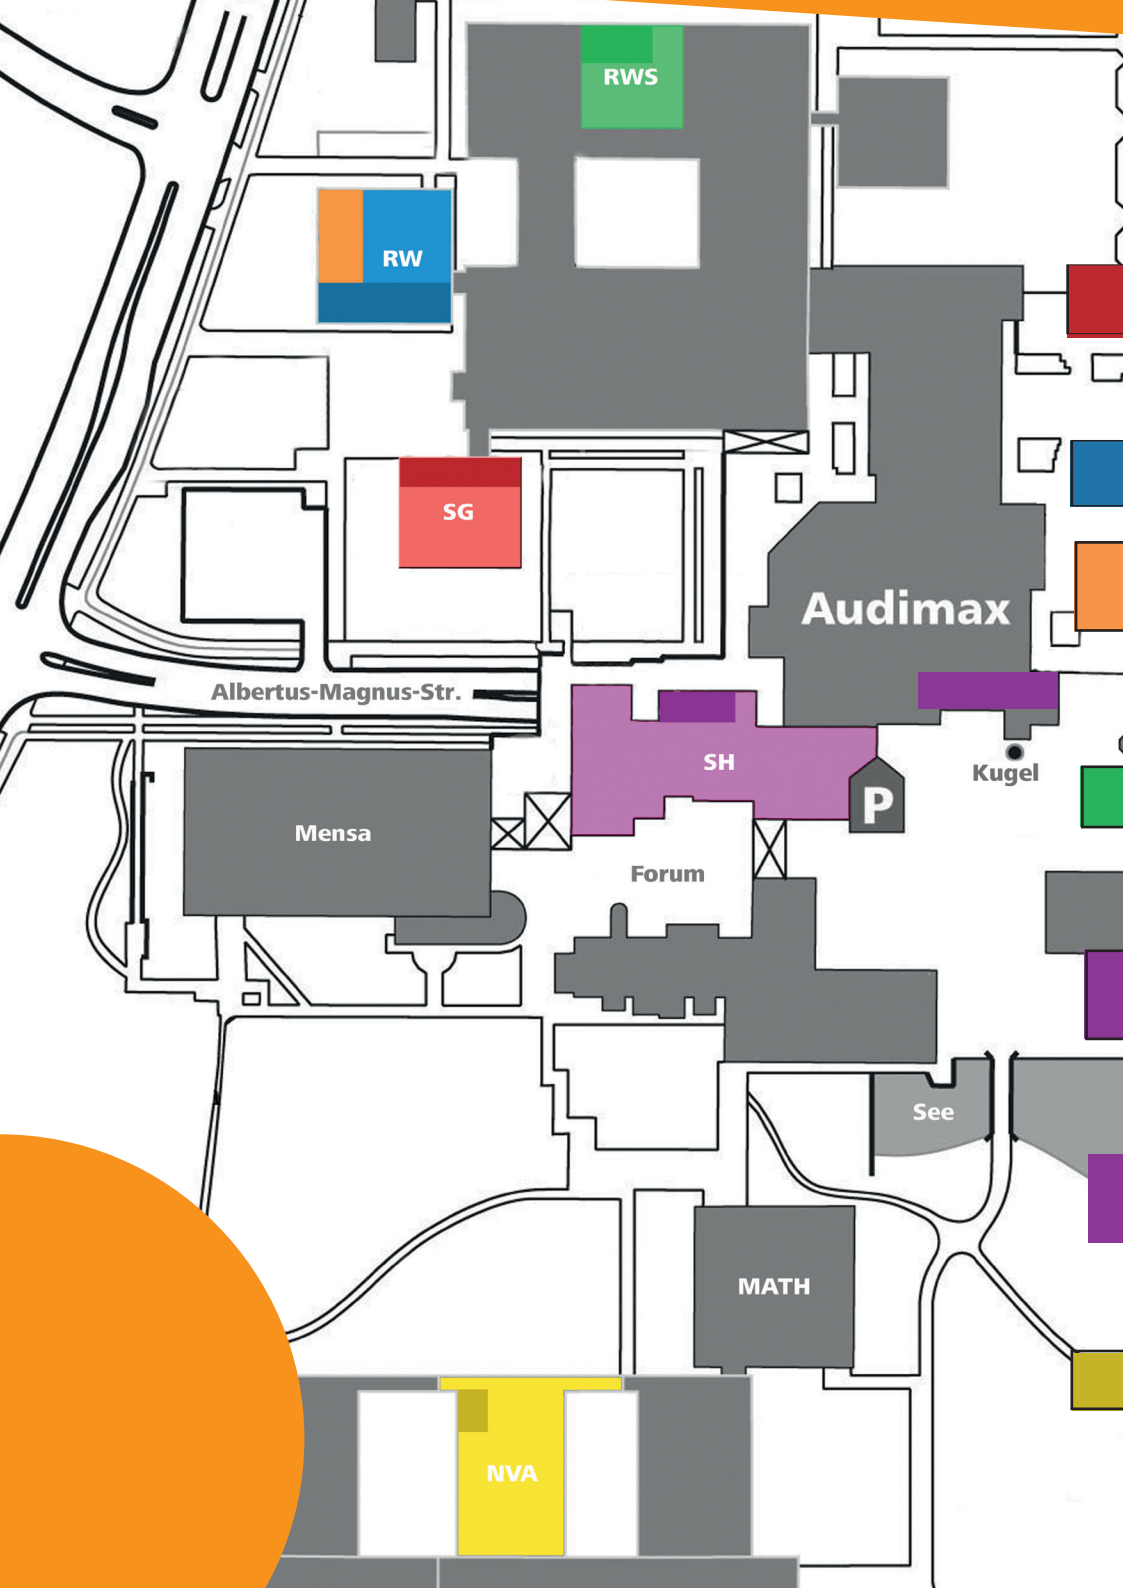 RWS
RW
SG
Audimax
Albertus-Magnus-Str.
SH
Kugel
P
Mensa
Forum
See
MATH
NVA